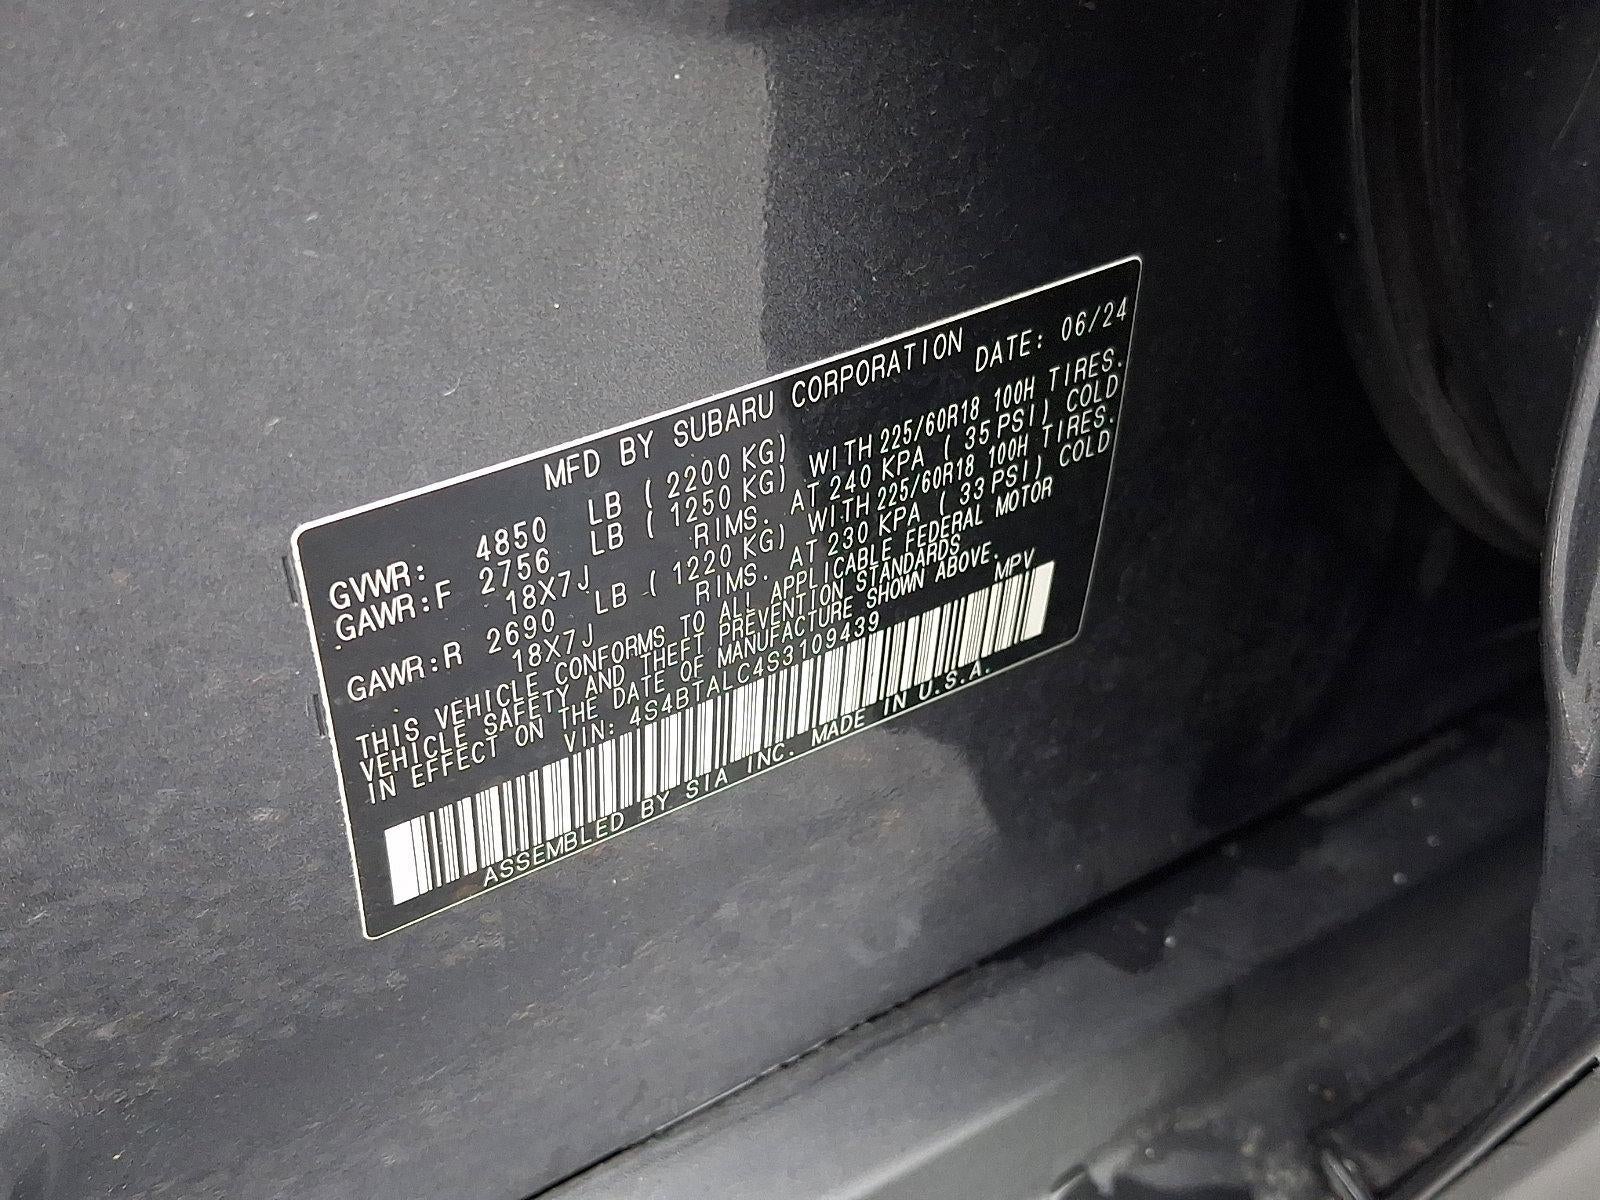 MFD BY SUBARU CORPORATION
DATE: 06/24
GVWR: 4850 LB ( 2200 KG)
GAWR:F 2756 LB ( 1250 KG) WITH 225/60R18 100H TIRES.
18X7J RIMS. AT 240 KPA ( 35 PSI) COLD
GAWR:R 2690 LB ( 1220 KG) WITH 225/60R18 100H TIRES.
18X7J RIMS. AT 230 KPA ( 33 PSI) COLD
THIS VEHICLE CONFORMS TO ALL APPLICABLE FEDERAL MOTOR
VEHICLE SAFETY AND THEFT PREVENTION STANDARDS
IN EFFECT ON THE DATE OF MANUFACTURE SHOWN ABOVE.
VIN: 4S4BTALC4S3109439 MPV
ASSEMBLED BY SIA INC. MADE IN U.S.A.